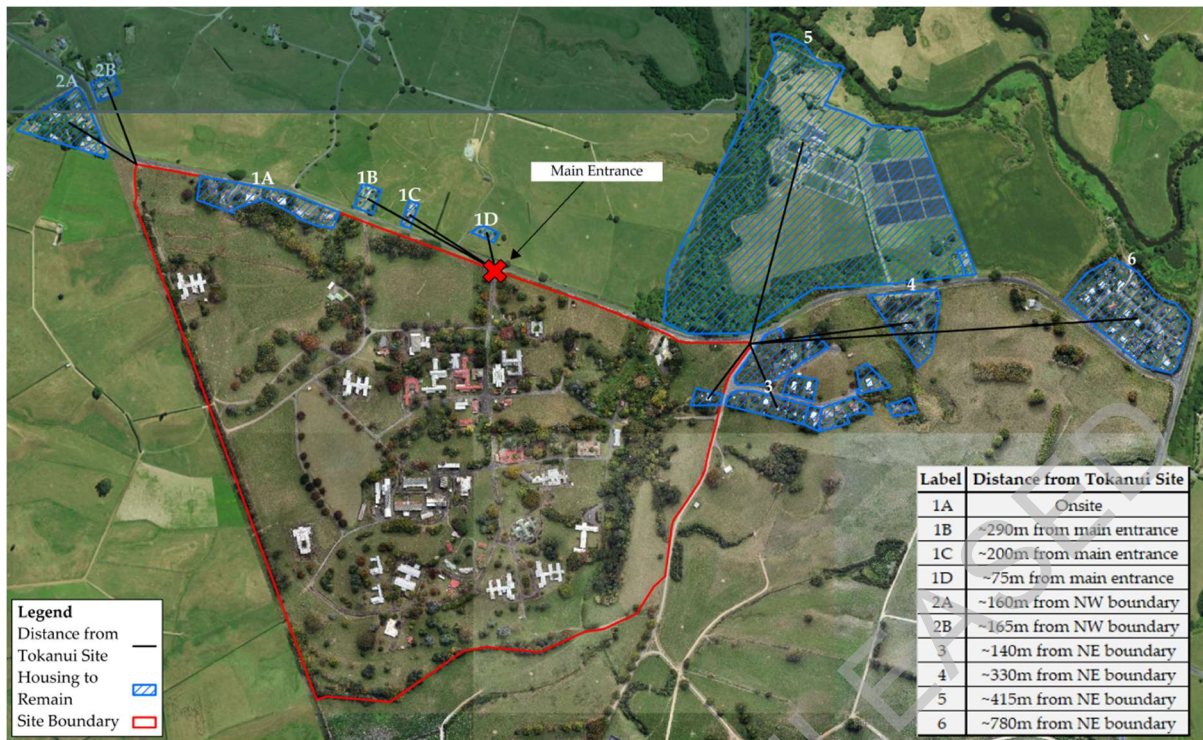 5
2A
2B
1A
1B
1C
1D
Main Entrance
4
6
3
Label Distance from Tokanui Site
1A Onsite
1B ~290m from main entrance
1C ~200m from main entrance
1D ~75m from main entrance
2A ~160m from NW boundary
2B ~165m from NW boundary
3 ~140m from NE boundary
4 ~330m from NE boundary
5 ~415m from NE boundary
6 ~780m from NE boundary
Legend
Distance from
Tokanui Site
Housing to
Remain
Site Boundary